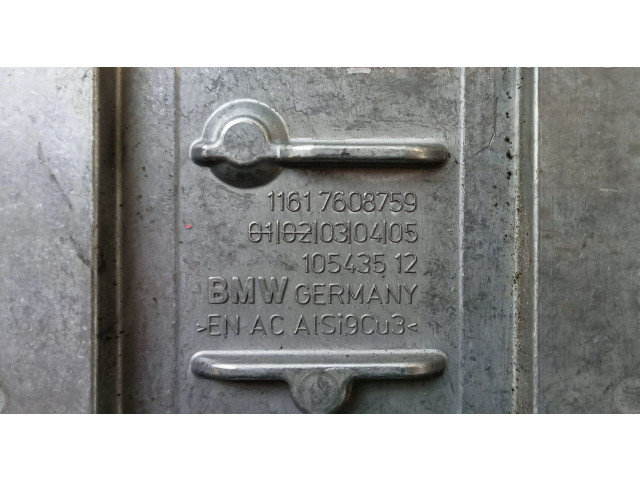 1161 7608759
01|02|03|04|05
105435 12
BMW GERMANY
>EN AC AlSi9Cu3<